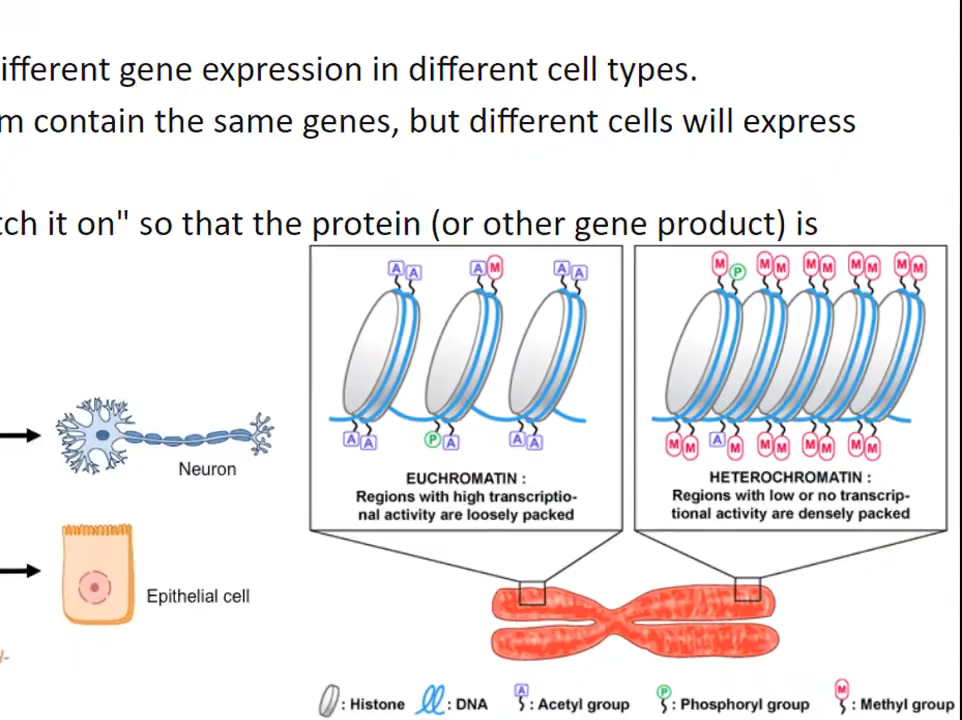 ifferent gene expression in different cell types.
m contain the same genes, but different cells will express
tch it on" so that the protein (or other gene product) is
A A A M A A
M P M M M M M M M M
A A P A A A
M M A M M M M M M M
EUCHROMATIN :
Regions with high transcriptio-
nal activity are loosely packed
HETEROCHROMATIN :
Regions with low or no transcrip-
tional activity are densely packed
Neuron
Epithelial cell
/-
: Histone
: DNA
A : Acetyl group
P : Phosphoryl group
M : Methyl group